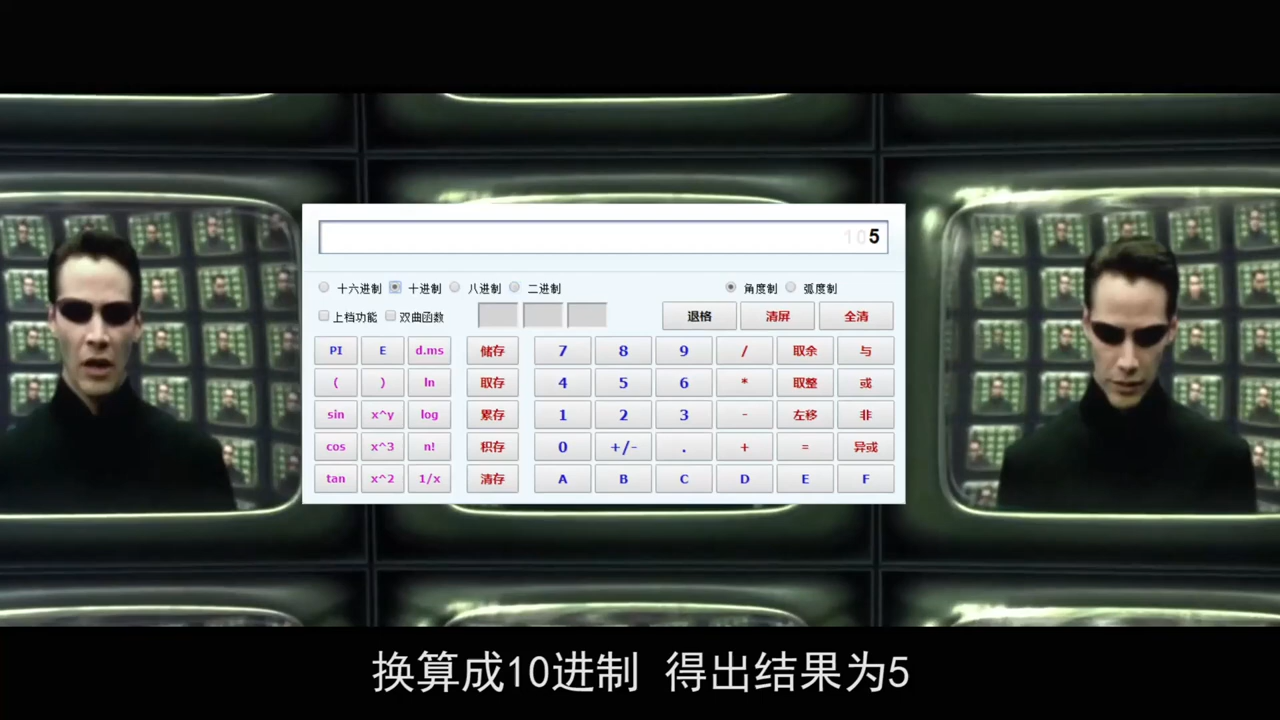 105
十六进制 十进制 八进制 二进制 角度制 弧度制
上档功能 双曲函数 退格 清屏 全清
PI E d.ms 储存 7 8 9 / 取余 与
( ) ln 取存 4 5 6 * 取整 或
sin x^y log 累存 1 2 3 - 左移 非
cos x^3 n! 积存 0 +/- . + = 异或
tan x^2 1/x 清存 A B C D E F
换算成10进制 得出结果为5